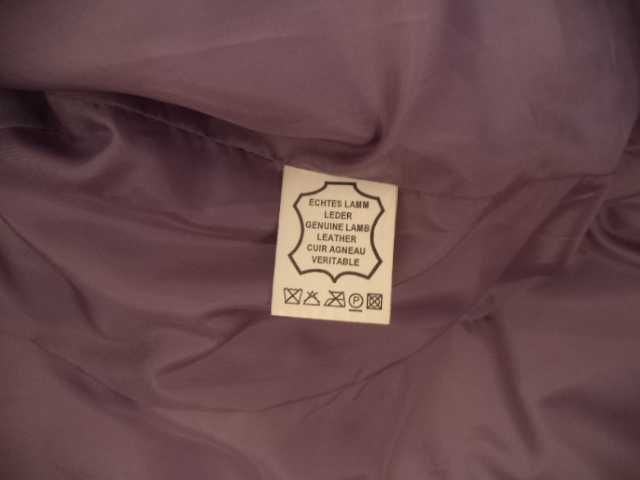 ECHTES LAMM
LEDER
GENUINE LAMB
LEATHER
CUIR AGNEAU
VERITABLE
P